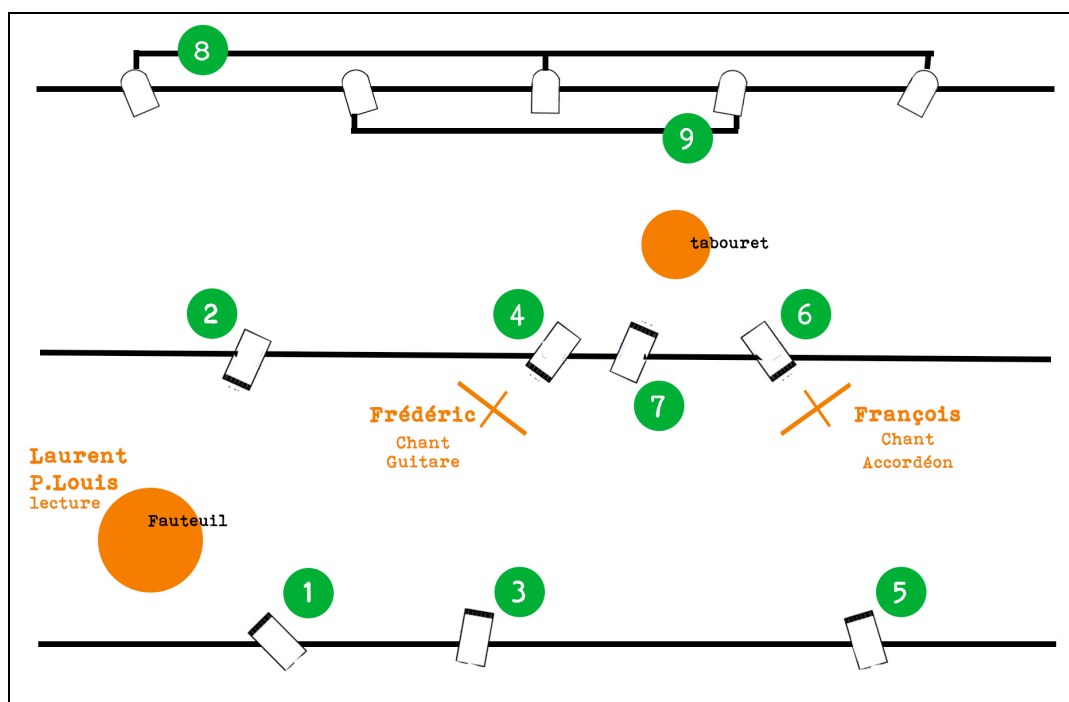 8
9
tabouret
2
4
6
7
Frédéric
Chant
Guitare
François
Chant
Accordéon
Laurent
P.Louis
lecture
Fauteuil
1
3
5